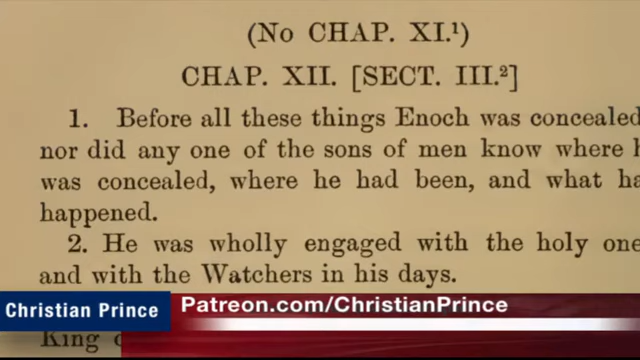 (No CHAP. XI.¹)
CHAP. XII. [SECT. III.²]
1. Before all these things Enoch was concealed
nor did any one of the sons of men know where h
was concealed, where he had been, and what ha
happened.
2. He was wholly engaged with the holy one
and with the Watchers in his days.
Christian Prince
Patreon.com/ChristianPrince
King